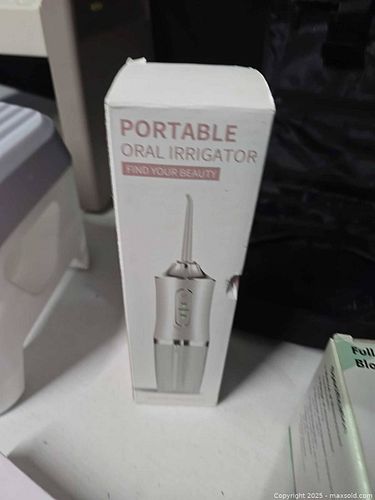 PORTABLE
ORAL IRRIGATOR
FIND YOUR BEAUTY
Full
Blo
Copyright 2025 - maxsold.com